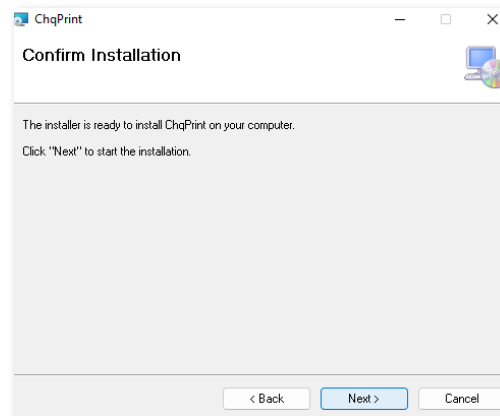 ChqPrint
Confirm Installation
The installer is ready to install ChqPrint on your computer.
Click "Next" to start the installation.
< Back
Next >
Cancel